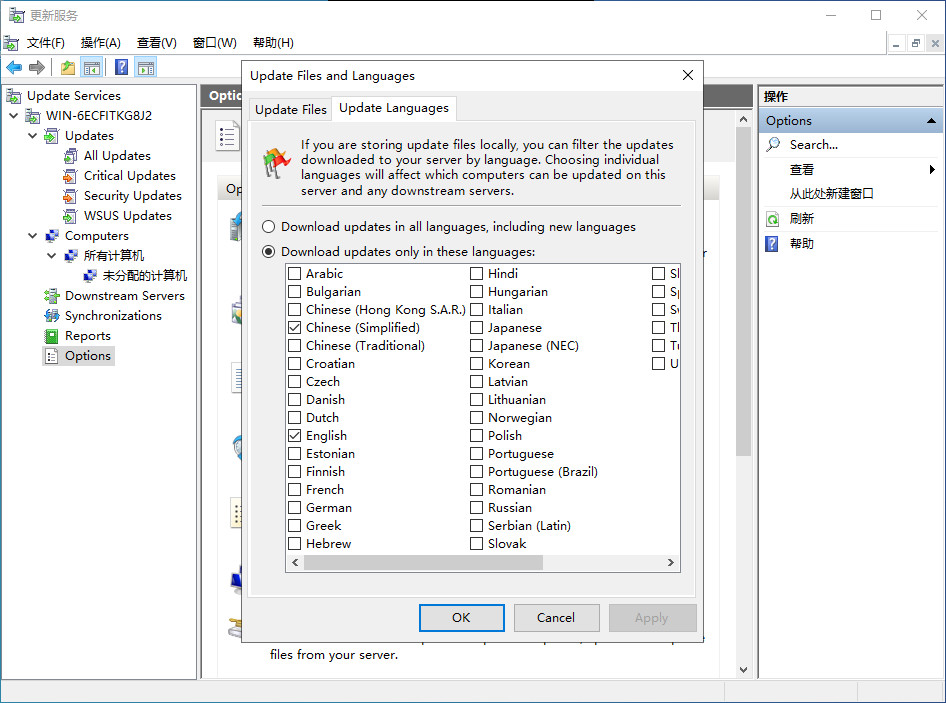 更新服务
文件(F) 操作(A) 查看(V) 窗口(W) 帮助(H)
Update Services
WIN-6ECFITKG8J2
Updates
All Updates
Critical Updates
Security Updates
WSUS Updates
Computers
所有计算机
未分配的计算机
Downstream Servers
Synchronizations
Reports
Options
Optic
Op
files from your server.
Update Files and Languages
Update Files Update Languages
If you are storing update files locally, you can filter the updates
downloaded to your server by language. Choosing individual
languages will affect which computers can be updated on this
server and any downstream servers.
Download updates in all languages, including new languages
Download updates only in these languages:
Arabic
Bulgarian
Chinese (Hong Kong S.A.R.)
Chinese (Simplified)
Chinese (Traditional)
Croatian
Czech
Danish
Dutch
English
Estonian
Finnish
French
German
Greek
Hebrew
Hindi
Hungarian
Italian
Japanese
Japanese (NEC)
Korean
Latvian
Lithuanian
Norwegian
Polish
Portuguese
Portuguese (Brazil)
Romanian
Russian
Serbian (Latin)
Slovak
OK Cancel Apply
操作
Options
Search...
查看
从此处新建窗口
刷新
帮助